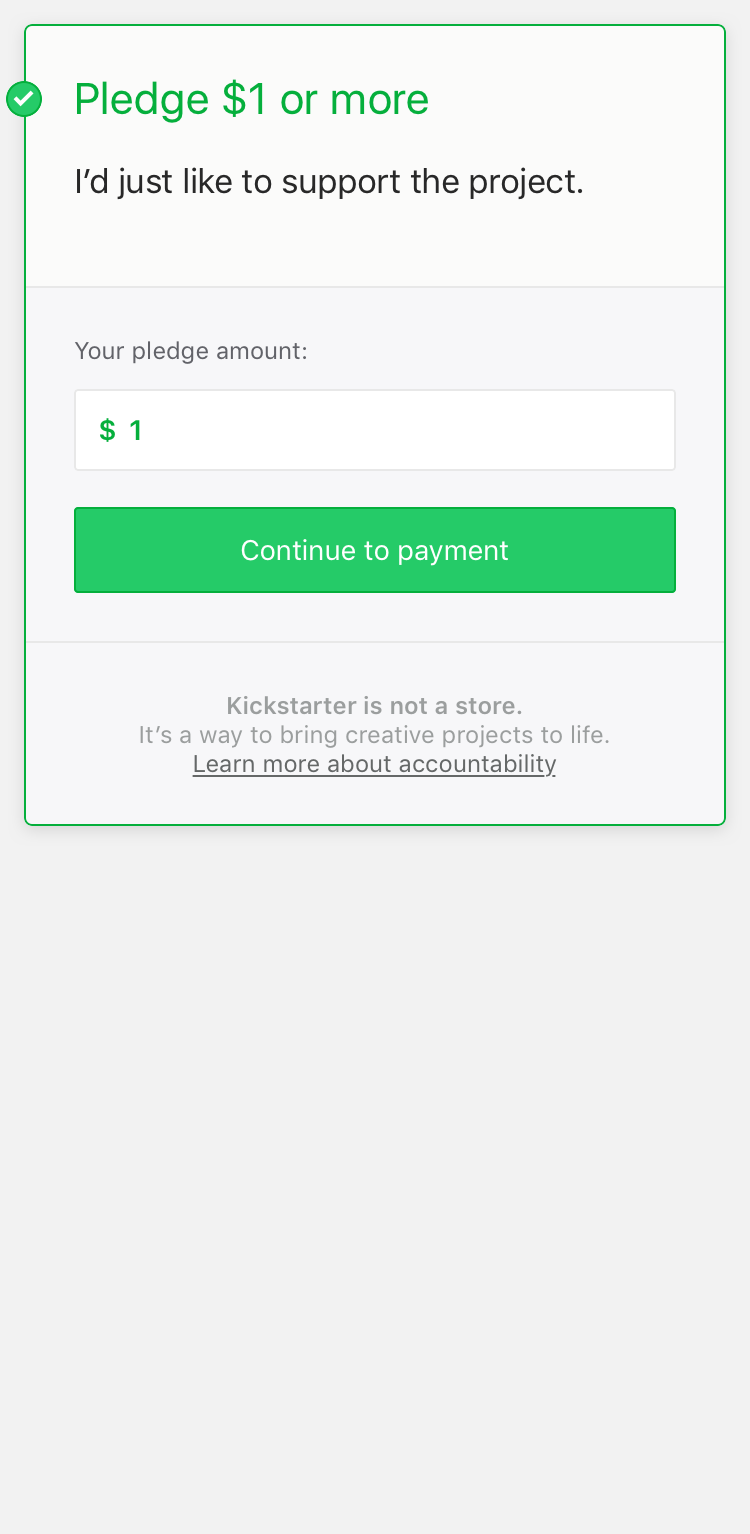 Pledge $1 or more
I’d just like to support the project.
Your pledge amount:
$ 1
Continue to payment
Kickstarter is not a store.
It’s a way to bring creative projects to life.
Learn more about accountability